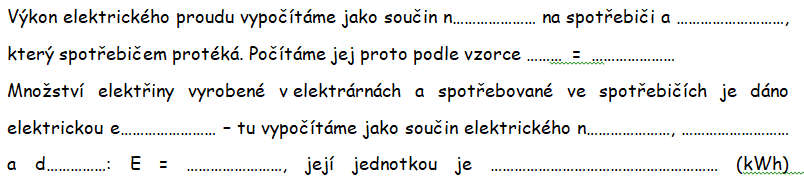 Výkon elektrického proudu vypočítáme jako součin n………………… na spotřebiči a ………………………,
který spotřebičem protéká. Počítáme jej proto podle vzorce ……… = …………………
Množství elektřiny vyrobené v elektrárnách a spotřebované ve spotřebičích je dáno
elektrickou e…………………… – tu vypočítáme jako součin elektrického n…………………, ………………………
a d……………: E = ……………………, její jednotkou je ………………………………………………… (kWh)